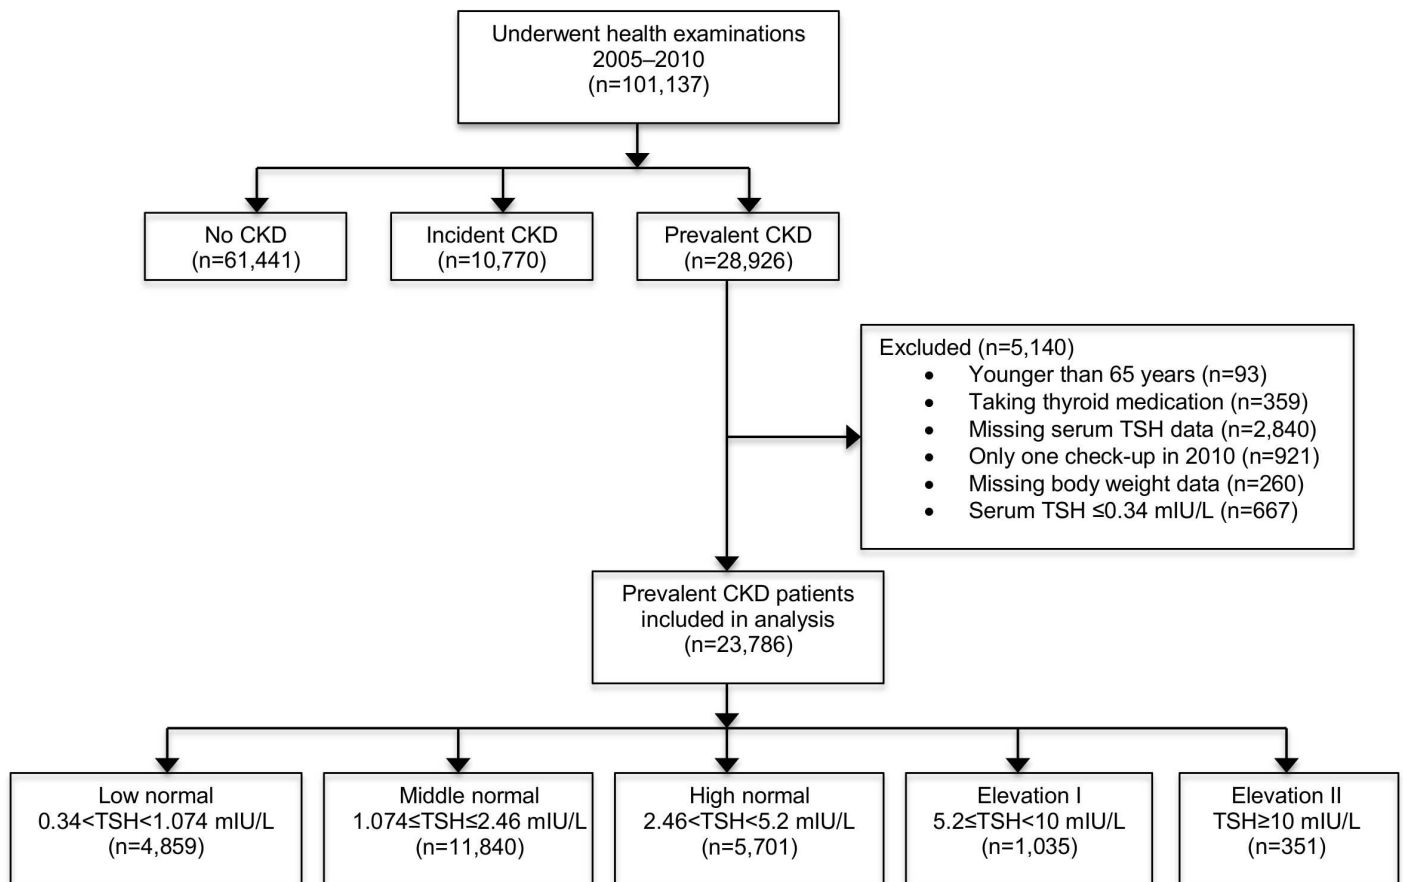 Underwent health examinations
2005–2010
(n=101,137)
No CKD
(n=61,441)
Incident CKD
(n=10,770)
Prevalent CKD
(n=28,926)
Excluded (n=5,140)
• Younger than 65 years (n=93)
• Taking thyroid medication (n=359)
• Missing serum TSH data (n=2,840)
• Only one check-up in 2010 (n=921)
• Missing body weight data (n=260)
• Serum TSH ≤0.34 mIU/L (n=667)
Prevalent CKD patients
included in analysis
(n=23,786)
Low normal
0.34<TSH<1.074 mIU/L
(n=4,859)
Middle normal
1.074≤TSH≤2.46 mIU/L
(n=11,840)
High normal
2.46<TSH<5.2 mIU/L
(n=5,701)
Elevation I
5.2≤TSH<10 mIU/L
(n=1,035)
Elevation II
TSH≥10 mIU/L
(n=351)